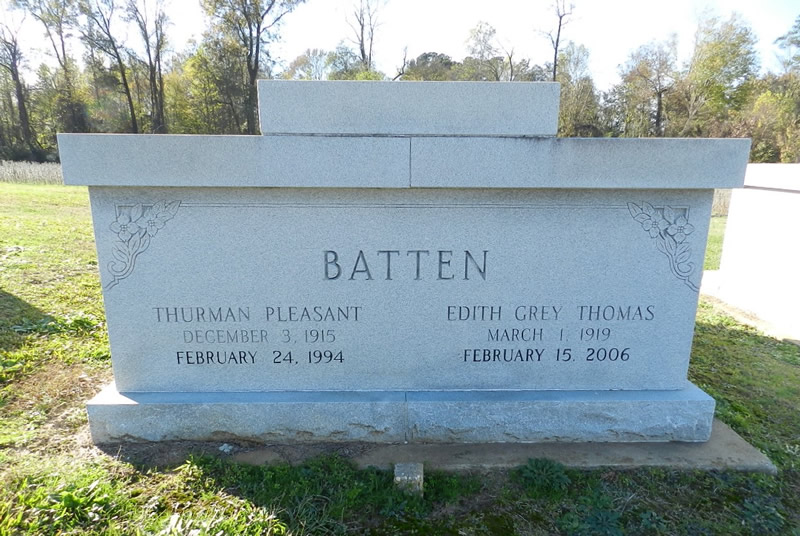 BATTEN
THURMAN PLEASANT
DECEMBER 3, 1915
FEBRUARY 24, 1994
EDITH GREY THOMAS
MARCH 1, 1919
FEBRUARY 15, 2006